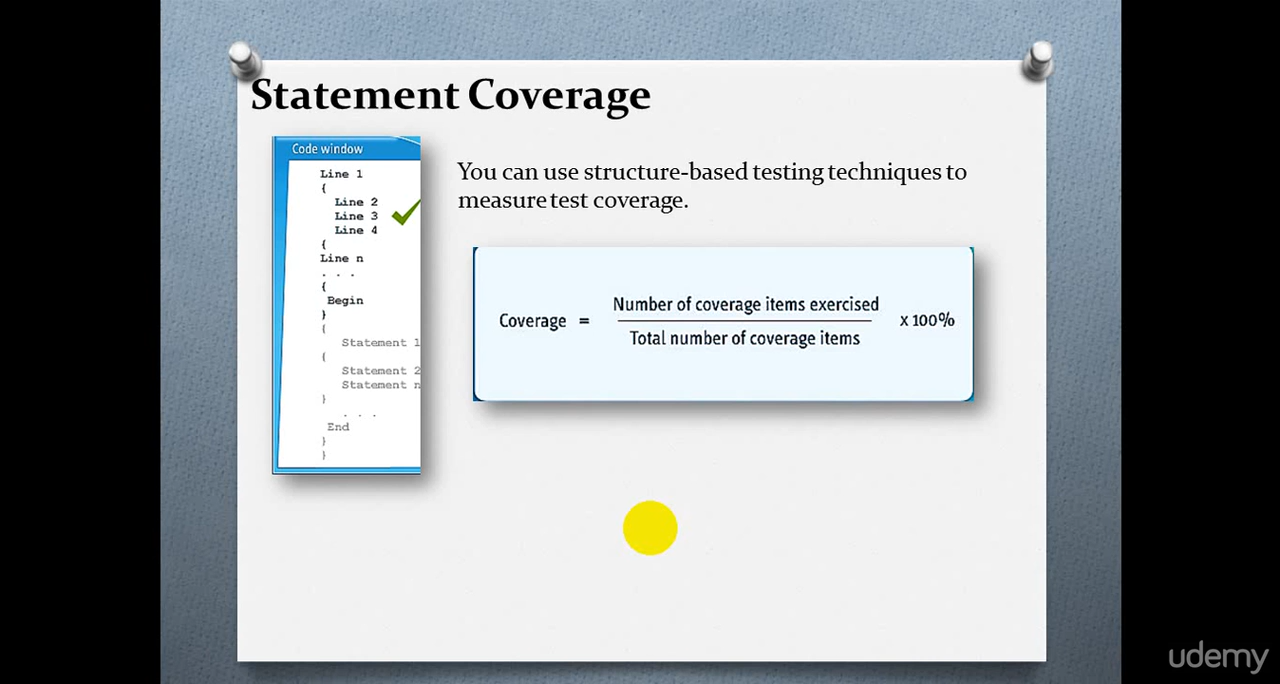 Statement Coverage
Code window
Line 1
{
Line 2
Line 3
Line 4
{
Line n
. . .
{
Begin
}
{
Statement 1
{
Statement 2
Statement n
}
. . .
End
}
}
You can use structure-based testing techniques to
measure test coverage.
Coverage = Number of coverage items exercised x 100%
Total number of coverage items
udemy